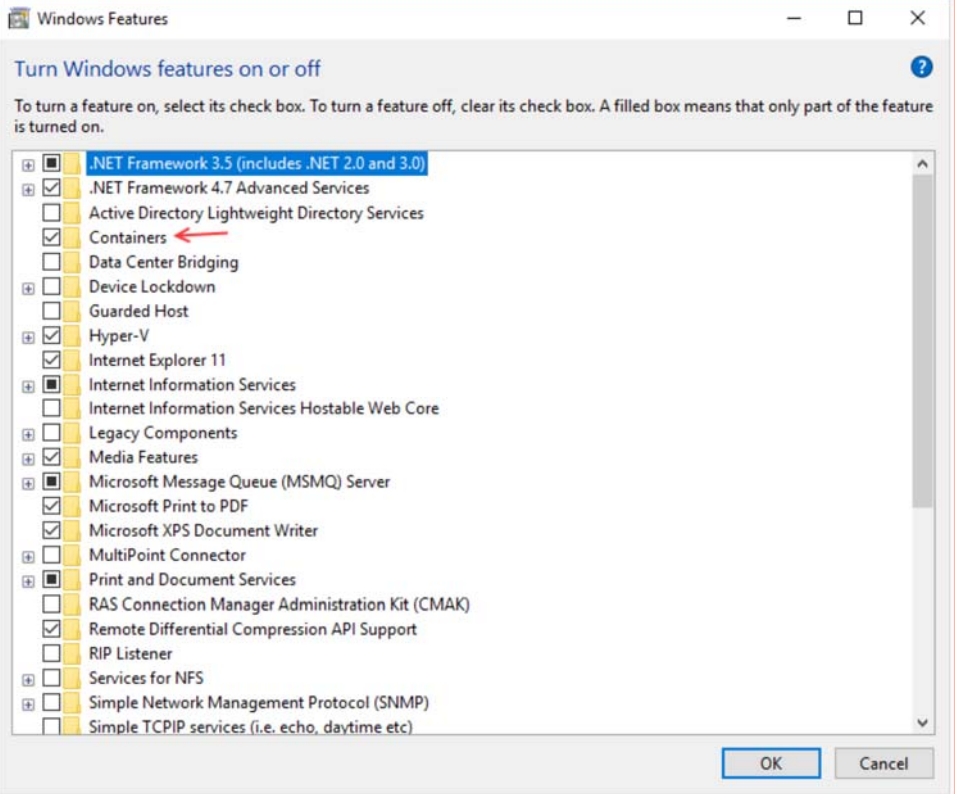 Windows Features
Turn Windows features on or off
To turn a feature on, select its check box. To turn a feature off, clear its check box. A filled box means that only part of the feature
is turned on.
.NET Framework 3.5 (includes .NET 2.0 and 3.0)
.NET Framework 4.7 Advanced Services
Active Directory Lightweight Directory Services
Containers
Data Center Bridging
Device Lockdown
Guarded Host
Hyper-V
Internet Explorer 11
Internet Information Services
Internet Information Services Hostable Web Core
Legacy Components
Media Features
Microsoft Message Queue (MSMQ) Server
Microsoft Print to PDF
Microsoft XPS Document Writer
MultiPoint Connector
Print and Document Services
RAS Connection Manager Administration Kit (CMAK)
Remote Differential Compression API Support
RIP Listener
Services for NFS
Simple Network Management Protocol (SNMP)
Simple TCPIP services (i.e. echo, daytime etc)
OK Cancel